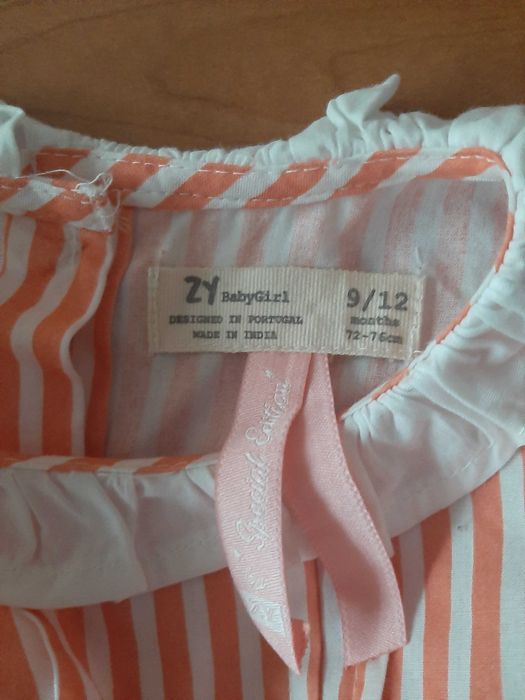 ZY BabyGirl
DESIGNED IN PORTUGAL
MADE IN INDIA
9/12
months
72-76cm
"Special Edition"